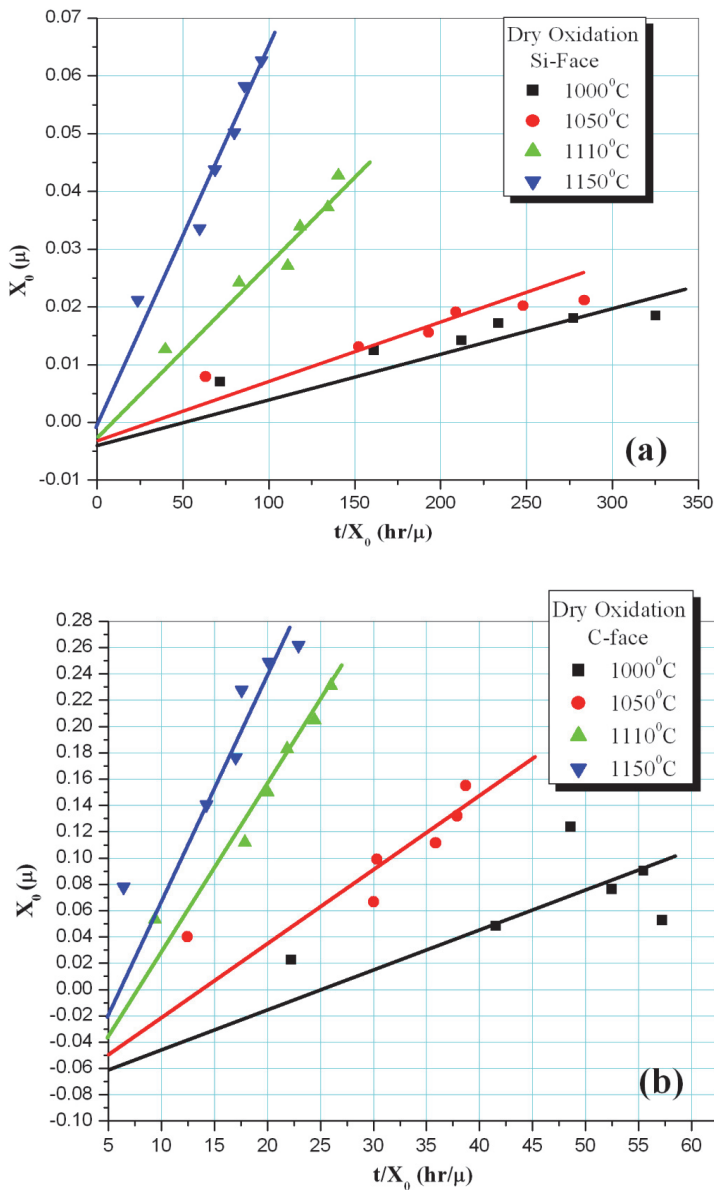 0.07
0.06
0.05
0.04
0.03
0.02
0.01
0.00
-0.01
X₀ (μ)
0 50 100 150 200 250 300 350
t/X₀ (hr/μ)
Dry Oxidation
Si-Face
1000⁰C
1050⁰C
1110⁰C
1150⁰C
(a)
0.28
0.26
0.24
0.22
0.20
0.18
0.16
0.14
0.12
0.10
0.08
0.06
0.04
0.02
0.00
-0.02
-0.04
-0.06
-0.08
-0.10
X₀ (μ)
5 10 15 20 25 30 35 40 45 50 55 60
t/X₀ (hr/μ)
Dry Oxidation
C-face
1000⁰C
1050⁰C
1110⁰C
1150⁰C
(b)